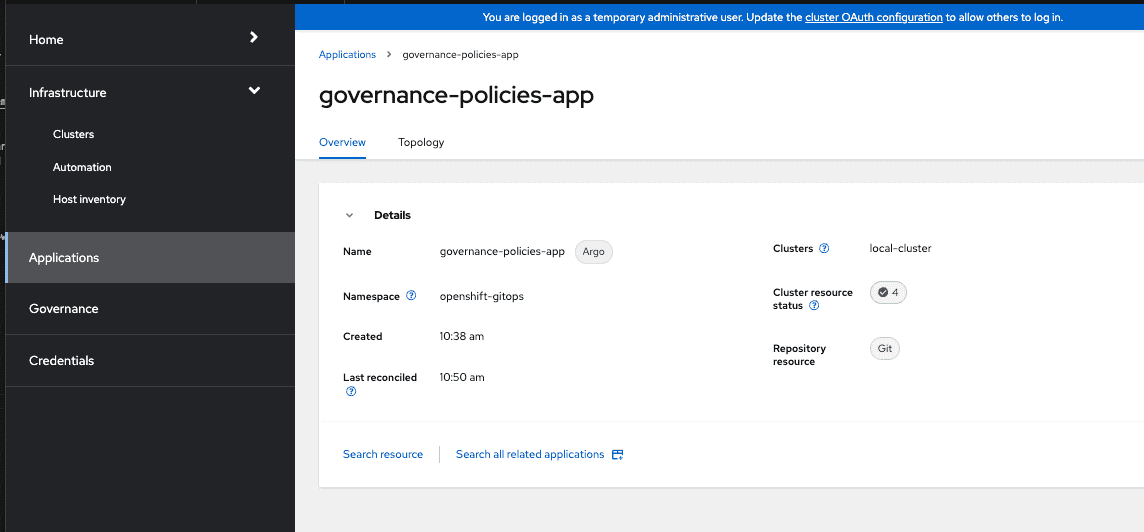 You are logged in as a temporary administrative user. Update the cluster OAuth configuration to allow others to log in.
Home
Infrastructure
Clusters
Automation
Host inventory
Applications
Governance
Credentials
Applications > governance-policies-app
governance-policies-app
Overview Topology
Details
Name governance-policies-app Argo
Namespace openshift-gitops
Created 10:38 am
Last reconciled 10:50 am
Clusters local-cluster
Cluster resource
status 4
Repository
resource Git
Search resource Search all related applications